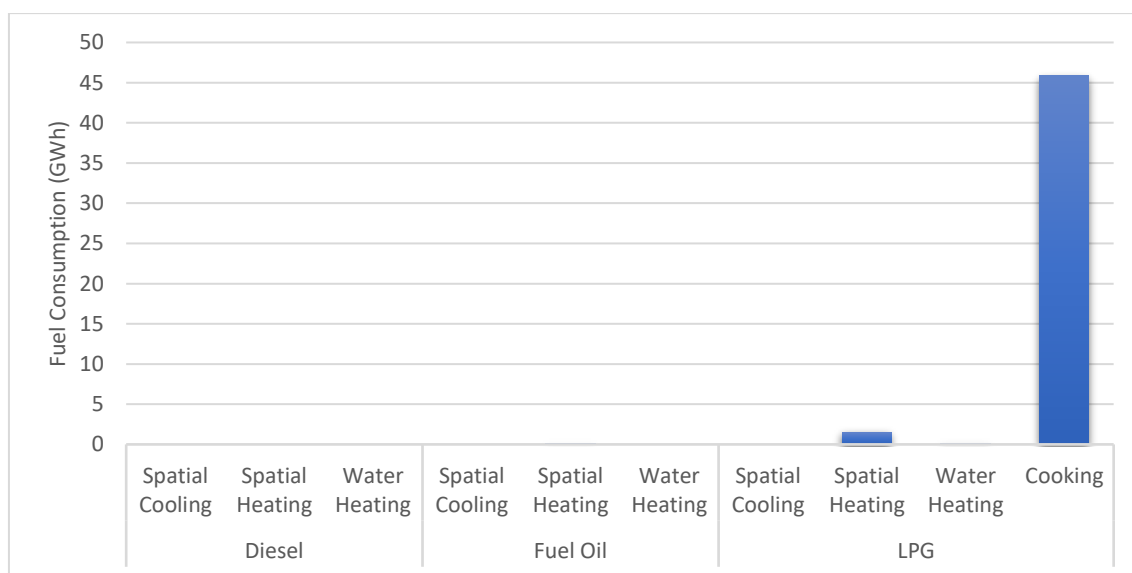 Fuel Consumption (GWh)
50
45
40
35
30
25
20
15
10
5
0
Spatial Cooling
Spatial Heating
Water Heating
Spatial Cooling
Spatial Heating
Water Heating
Spatial Cooling
Spatial Heating
Water Heating
Cooking
Diesel
Fuel Oil
LPG